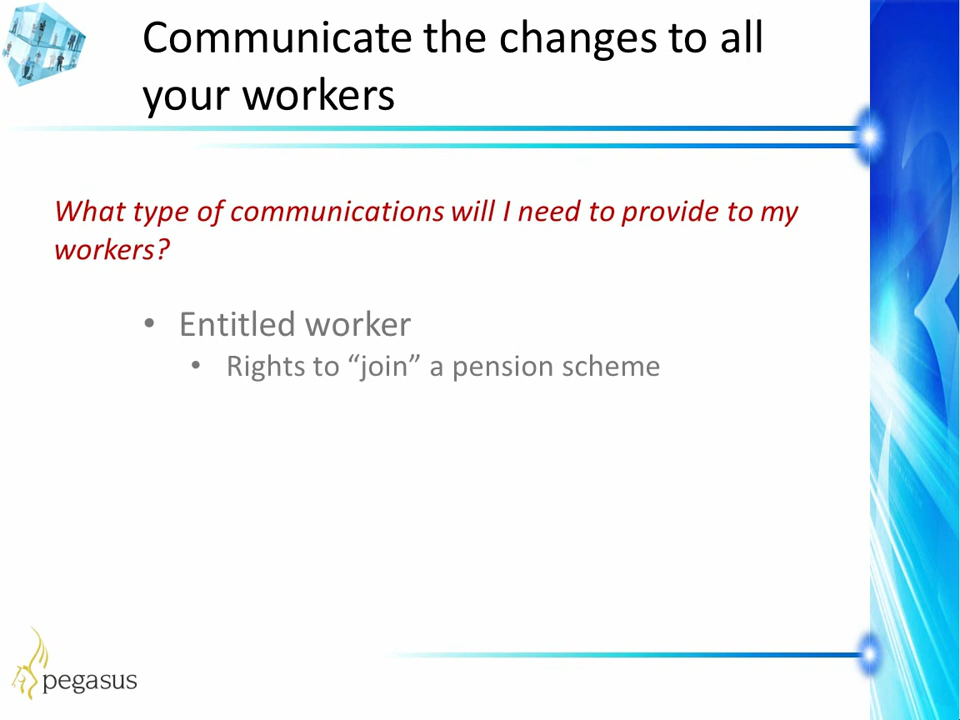 Communicate the changes to all
your workers
What type of communications will I need to provide to my
workers?
• Entitled worker
• Rights to “join” a pension scheme
pegasus